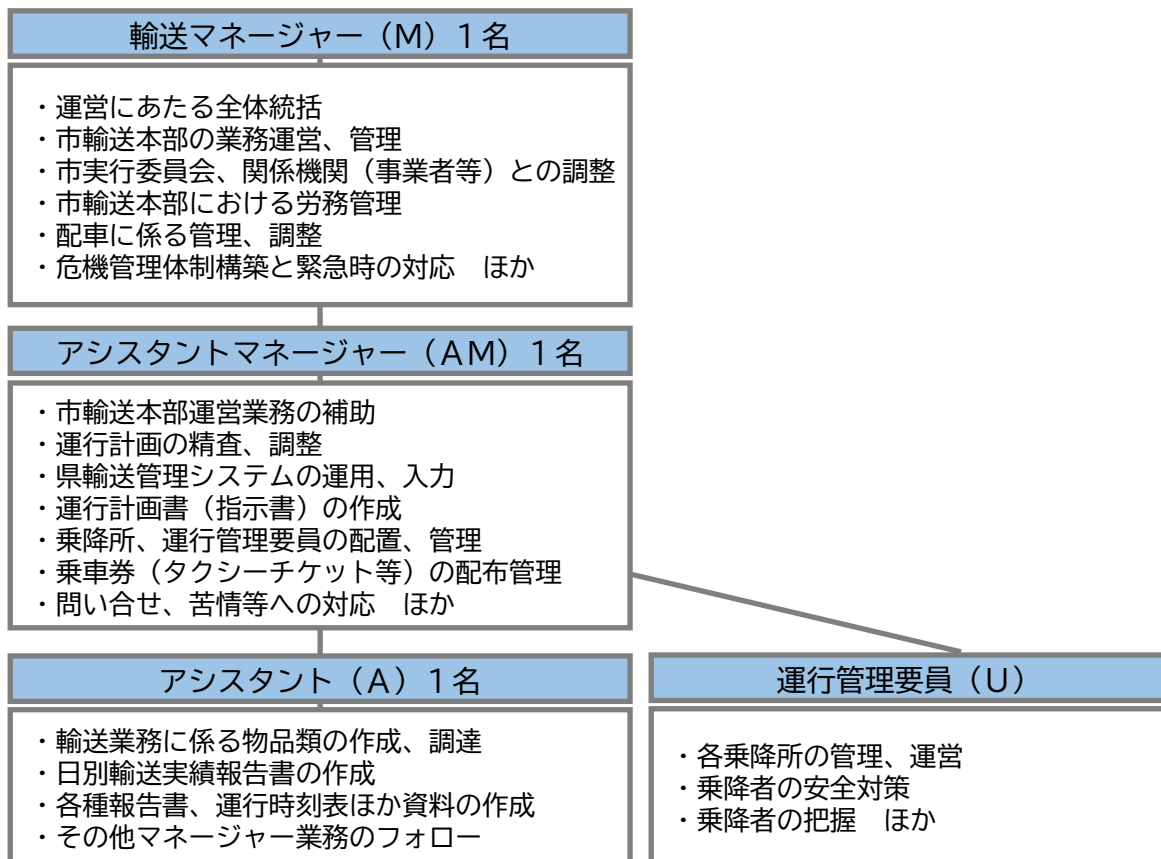 輸送マネージャー（M）１名
・運営にあたる全体統括
・市輸送本部の業務運営、管理
・市実行委員会、関係機関（事業者等）との調整
・市輸送本部における労務管理
・配車に係る管理、調整
・危機管理体制構築と緊急時の対応　ほか
アシスタントマネージャー（ＡＭ）１名
・市輸送本部運営業務の補助
・運行計画の精査、調整
・県輸送管理システムの運用、入力
・運行計画書（指示書）の作成
・乗降所、運行管理要員の配置、管理
・乗車券（タクシーチケット等）の配布管理
・問い合せ、苦情等への対応　ほか
アシスタント（Ａ）１名
・輸送業務に係る物品類の作成、調達
・日別輸送実績報告書の作成
・各種報告書、運行時刻表ほか資料の作成
・その他マネージャー業務のフォロー
運行管理要員（Ｕ）
・各乗降所の管理、運営
・乗降者の安全対策
・乗降者の把握　ほか